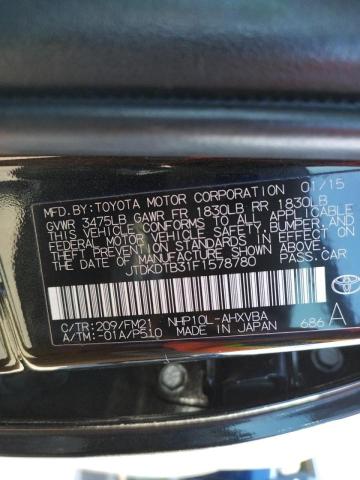 MFD.BY:TOYOTA MOTOR CORPORATION 01/15
GVWR 3475LB GAWR FR 1830LB RR 1830LB
THIS VEHICLE CONFORMS TO ALL APPLICABLE
FEDERAL MOTOR VEHICLE SAFETY, BUMPER, AND
THEFT PREVENTION STANDARDS IN EFFECT ON
THE DATE OF MANUFACTURE SHOWN ABOVE.
JTDKDTB31F1578780 PASS.CAR
C/TR:209/FM21 NHP10L-AHXVBA
A/TM:-01A/P510 MADE IN JAPAN 686 A